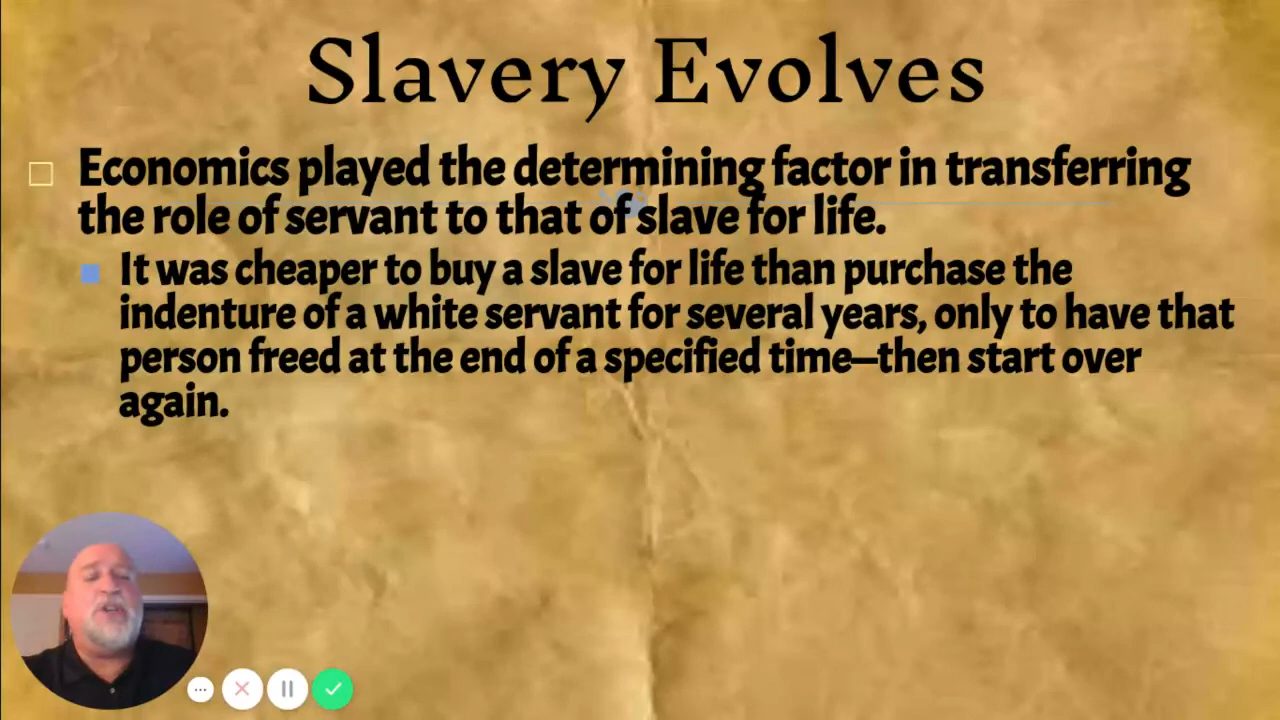 Slavery Evolves
Economics played the determining factor in transferring
the role of servant to that of slave for life.
It was cheaper to buy a slave for life than purchase the
indenture of a white servant for several years, only to have that
person freed at the end of a specified time—then start over
again.